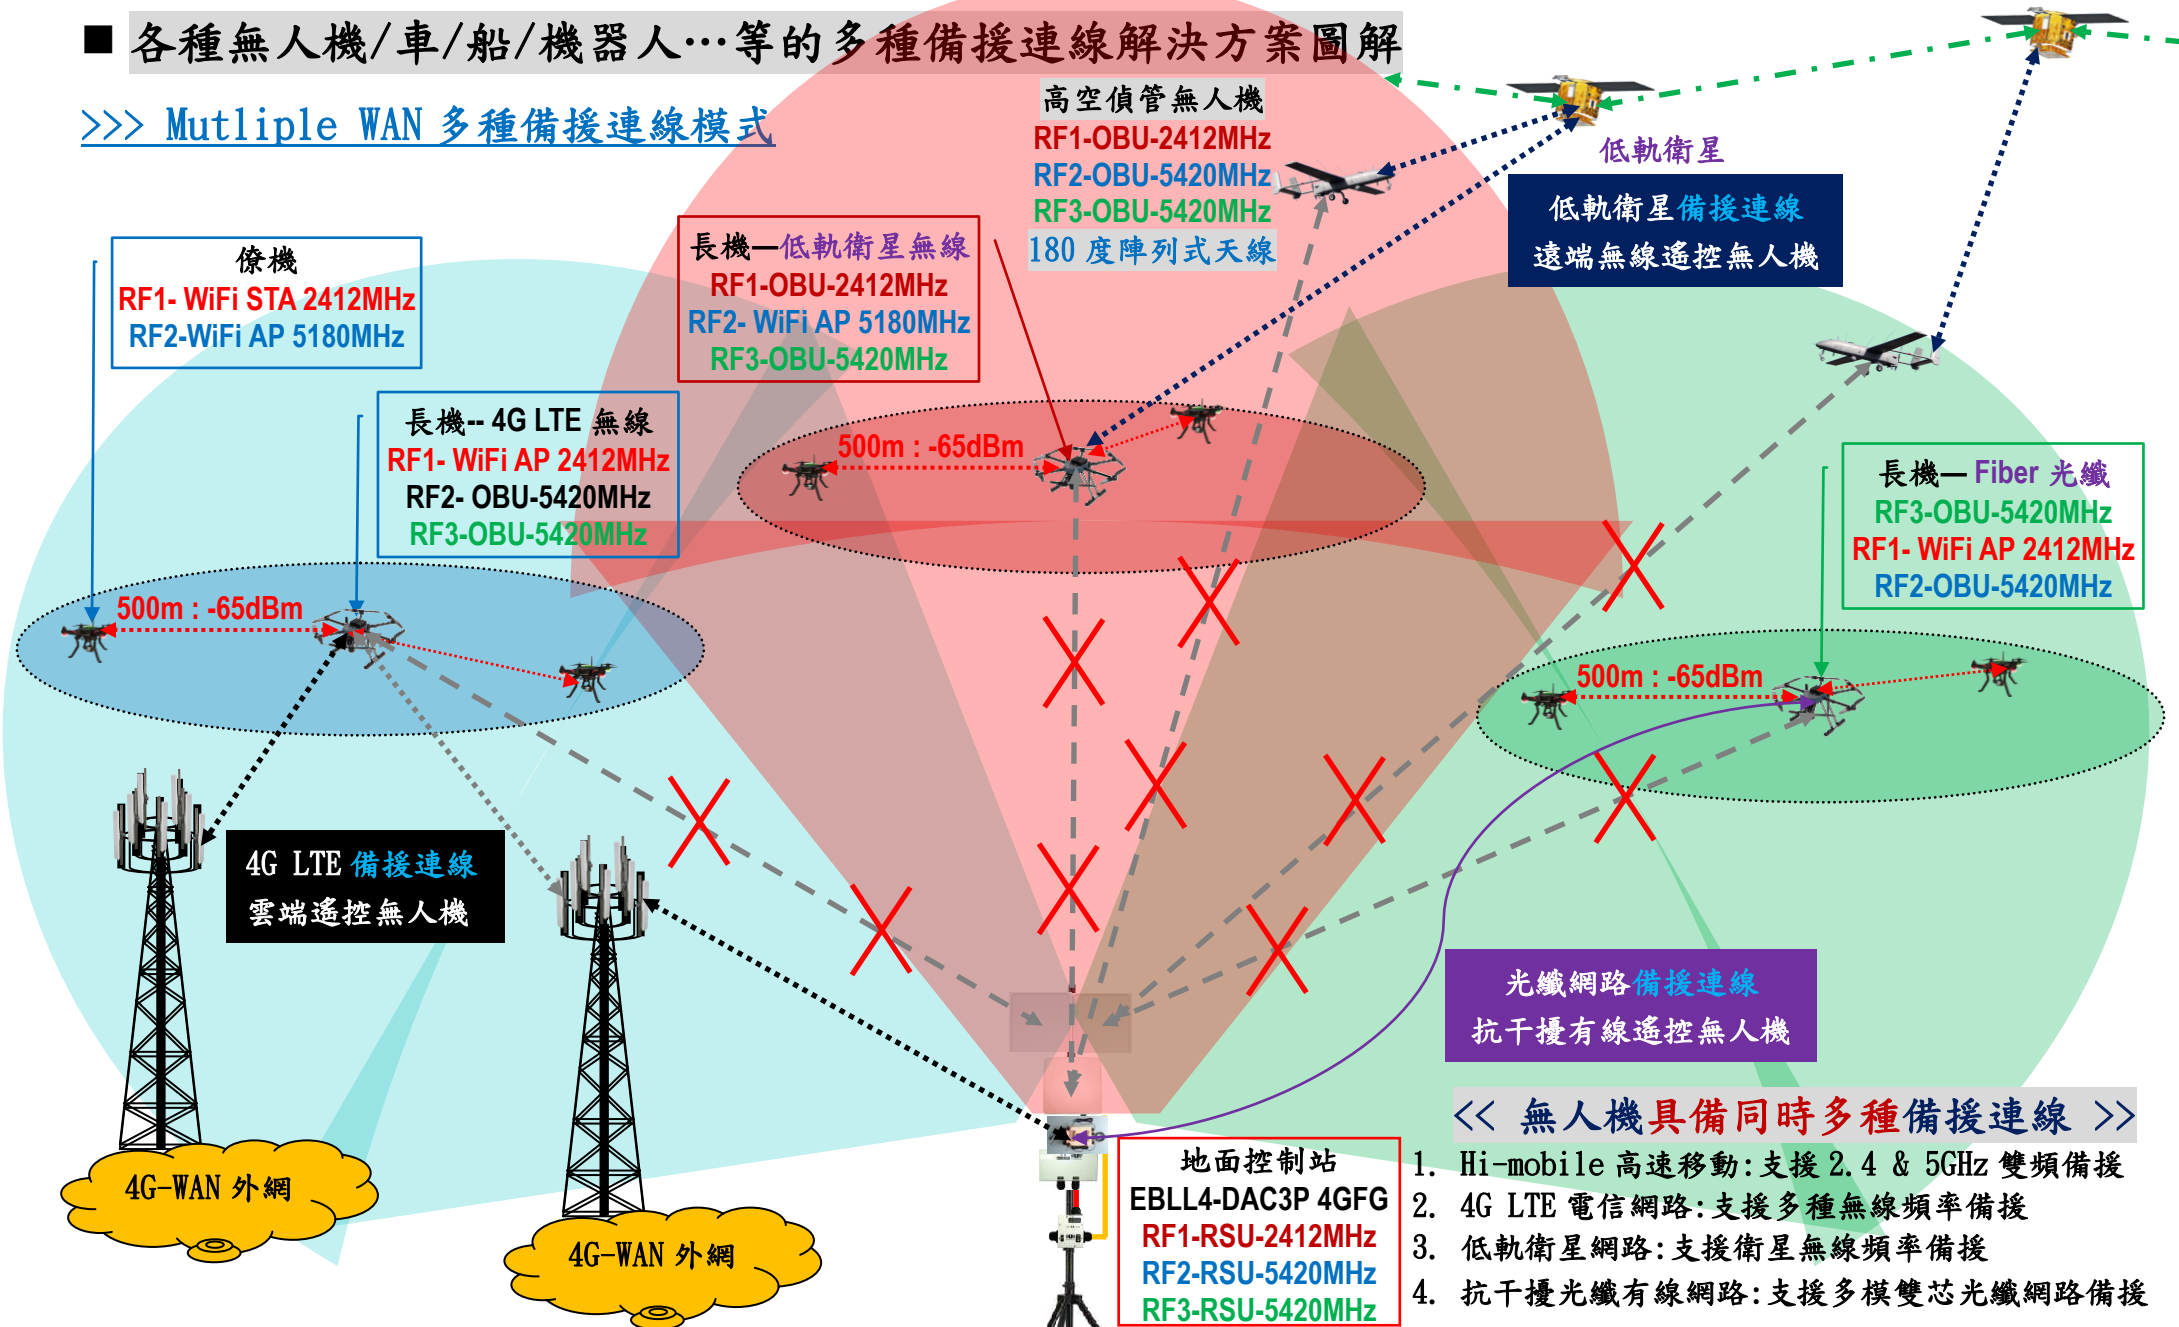 ■ 各種無人機/車/船/機器人…等的多種備援連線解決方案圖解
>>> Mutliple WAN 多種備援連線模式
高空偵管無人機
RF1-OBU-2412MHz
RF2-OBU-5420MHz
RF3-OBU-5420MHz
180 度陣列式天線
低軌衛星
低軌衛星備援連線
遠端無線遙控無人機
僚機
RF1- WiFi STA 2412MHz
RF2-WiFi AP 5180MHz
長機—低軌衛星無線
RF1-OBU-2412MHz
RF2- WiFi AP 5180MHz
RF3-OBU-5420MHz
長機-- 4G LTE 無線
RF1- WiFi AP 2412MHz
RF2- OBU-5420MHz
RF3-OBU-5420MHz
500m : -65dBm
長機— Fiber 光纖
RF3-OBU-5420MHz
RF1- WiFi AP 2412MHz
RF2-OBU-5420MHz
500m : -65dBm
500m : -65dBm
4G LTE 備援連線
雲端遙控無人機
光纖網路備援連線
抗干擾有線遙控無人機
4G-WAN 外網
4G-WAN 外網
地面控制站
EBLL4-DAC3P 4GFG
RF1-RSU-2412MHz
RF2-RSU-5420MHz
RF3-RSU-5420MHz
<< 無人機具備同時多種備援連線 >>
1. Hi-mobile 高速移動:支援 2.4 & 5GHz 雙頻備援
2. 4G LTE 電信網路:支援多種無線頻率備援
3. 低軌衛星網路:支援衛星無線頻率備援
4. 抗干擾光纖有線網路:支援多模雙芯光纖網路備援